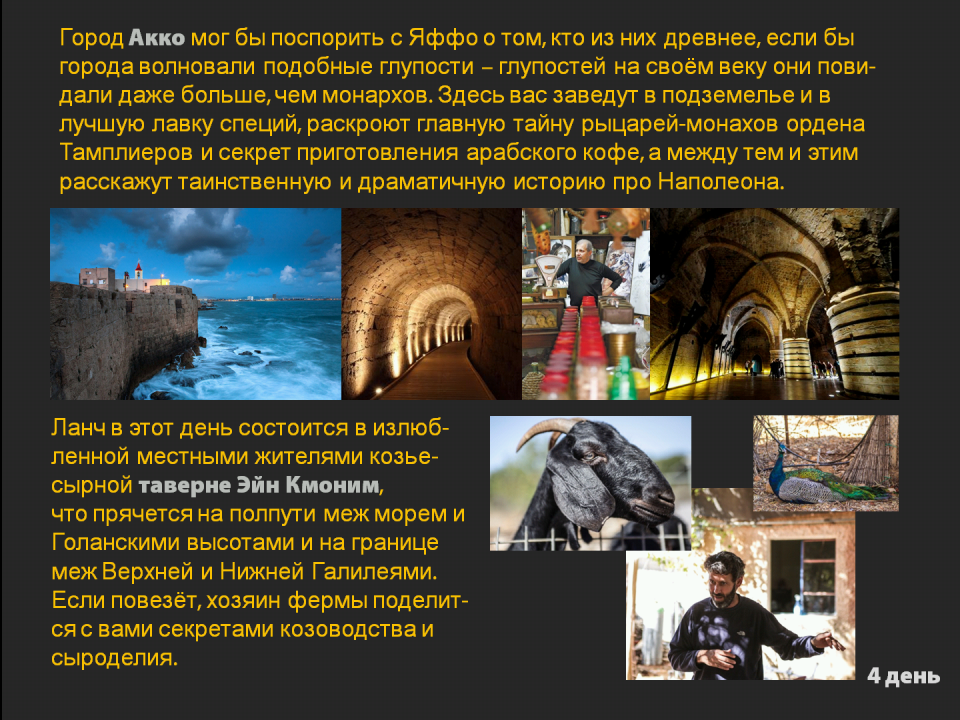 Город Акко мог бы поспорить с Яффо о том, кто из них древнее, если бы
города волновали подобные глупости – глупостей на своём веку они пови-
дали даже больше, чем монархов. Здесь вас заведут в подземелье и в
лучшую лавку специй, раскроют главную тайну рыцарей-монахов ордена
Тамплиеров и секрет приготовления арабского кофе, а между тем и этим
расскажут таинственную и драматичную историю про Наполеона.
Ланч в этот день состоится в излюб-
ленной местными жителями козье-
сырной таверне Эйн Кмоним,
что прячется на полпути меж морем и
Голанскими высотами и на границе
меж Верхней и Нижней Галилеями.
Если повезёт, хозяин фермы поделит-
ся с вами секретами козоводства и
сыроделия.
4 день